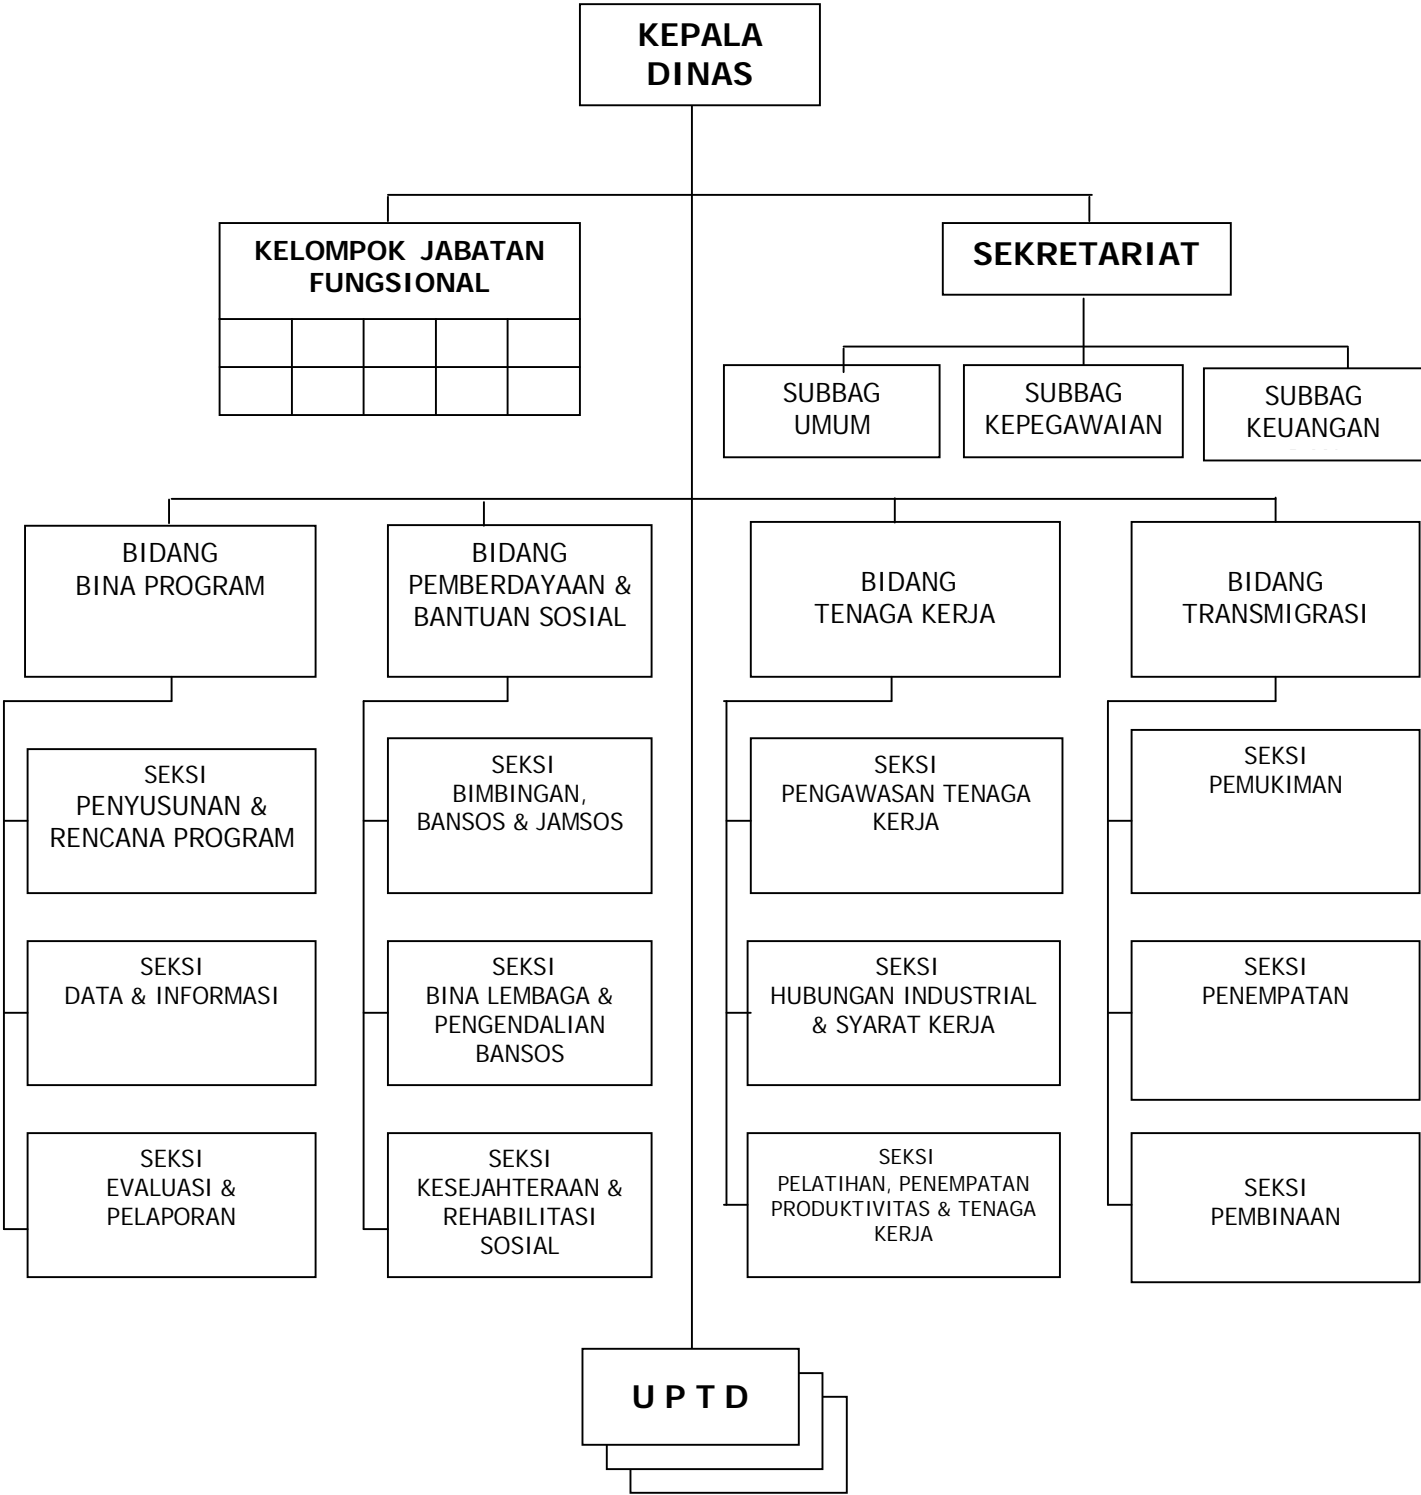 KEPALA
DINAS
KELOMPOK JABATAN
FUNGSIONAL
SEKRETARIAT
SUBBAG
UMUM
SUBBAG
KEPEGAWAIAN
SUBBAG
KEUANGAN
BIDANG
BINA PROGRAM
BIDANG
PEMBERDAYAAN &
BANTUAN SOSIAL
BIDANG
TENAGA KERJA
BIDANG
TRANSMIGRASI
SEKSI
PENYUSUNAN &
RENCANA PROGRAM
SEKSI
BIMBINGAN,
BANSOS & JAMSOS
SEKSI
PENGAWASAN TENAGA
KERJA
SEKSI
PEMUKIMAN
SEKSI
DATA & INFORMASI
SEKSI
BINA LEMBAGA &
PENGENDALIAN
BANSOS
SEKSI
HUBUNGAN INDUSTRIAL
& SYARAT KERJA
SEKSI
PENEMPATAN
SEKSI
EVALUASI &
PELAPORAN
SEKSI
KESEJAHTERAAN &
REHABILITASI
SOSIAL
SEKSI
PELATIHAN, PENEMPATAN
PRODUKTIVITAS & TENAGA
KERJA
SEKSI
PEMBINAAN
U P T D